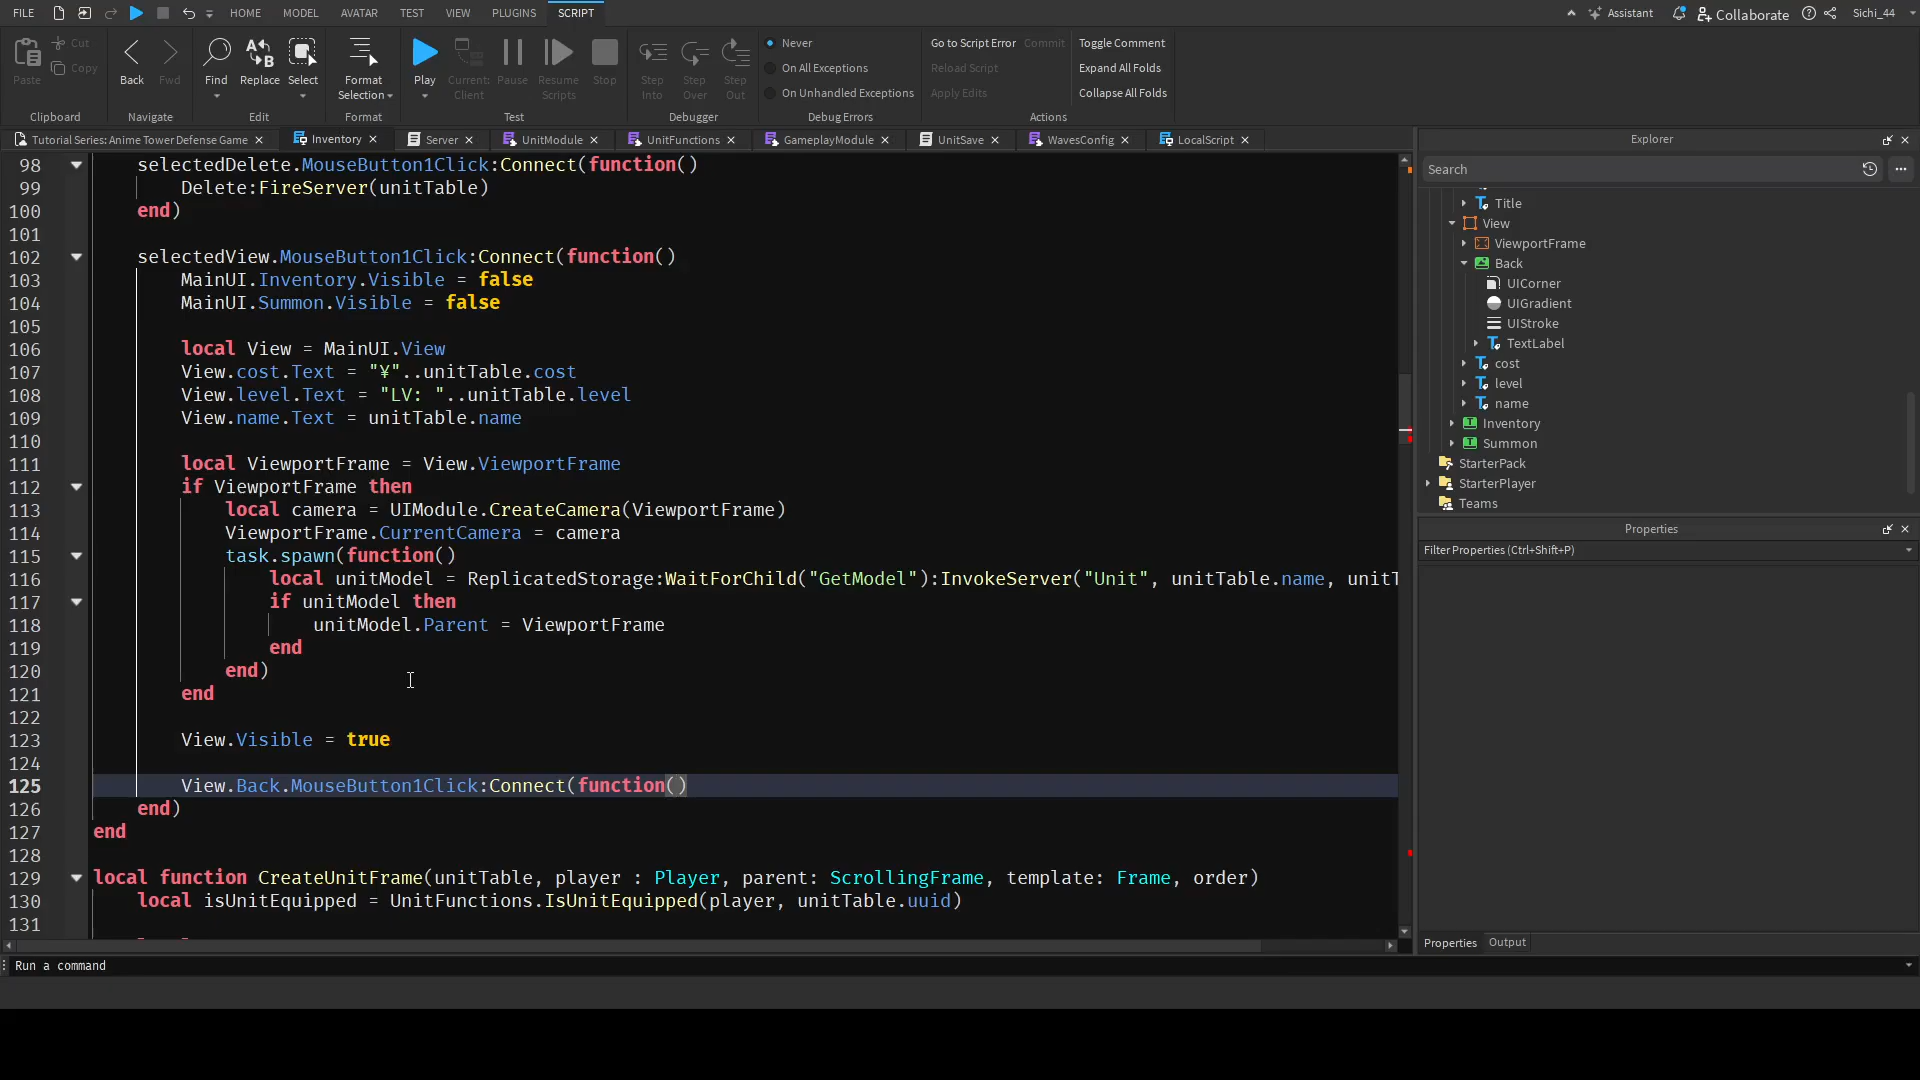 FILE HOME MODEL AVATAR TEST VIEW PLUGINS SCRIPT Assistant Collaborate Sichi_44
Paste Cut Copy Back Fwd Find Replace Select Format Selection Play Current: Client Pause Resume Scripts Stop Step Into Step Over Step Out
Never
On All Exceptions
On Unhandled Exceptions
Go to Script Error Commit
Reload Script
Apply Edits
Toggle Comment
Expand All Folds
Collapse All Folds
Clipboard Navigate Edit Format Test Debugger Debug Errors Actions
Tutorial Series: Anime Tower Defense Game Inventory Server UnitModule UnitFunctions GameplayModule UnitSave WavesConfig LocalScript
98 selectedDelete.MouseButton1Click:Connect(function()
99 Delete:FireServer(unitTable)
100 end)
101
102 selectedView.MouseButton1Click:Connect(function()
103 MainUI.Inventory.Visible = false
104 MainUI.Summon.Visible = false
105
106 local View = MainUI.View
107 View.cost.Text = "¥"..unitTable.cost
108 View.level.Text = "LV: "..unitTable.level
109 View.name.Text = unitTable.name
110
111 local ViewportFrame = View.ViewportFrame
112 if ViewportFrame then
113 local camera = UIModule.CreateCamera(ViewportFrame)
114 ViewportFrame.CurrentCamera = camera
115 task.spawn(function()
116 local unitModel = ReplicatedStorage:WaitForChild("GetModel"):InvokeServer("Unit", unitTable.name, unitT
117 if unitModel then
118 unitModel.Parent = ViewportFrame
119 end
120 end)
121 end
122
123 View.Visible = true
124
125 View.Back.MouseButton1Click:Connect(function()
126 end)
127 end
128
129 local function CreateUnitFrame(unitTable, player : Player, parent: ScrollingFrame, template: Frame, order)
130 local isUnitEquipped = UnitFunctions.IsUnitEquipped(player, unitTable.uuid)
131
Run a command
Explorer
Search
Title
View
ViewportFrame
Back
UICorner
UIGradient
UIStroke
TextLabel
cost
level
name
Inventory
Summon
StarterPack
StarterPlayer
Teams
Properties
Filter Properties (Ctrl+Shift+P)
Properties Output